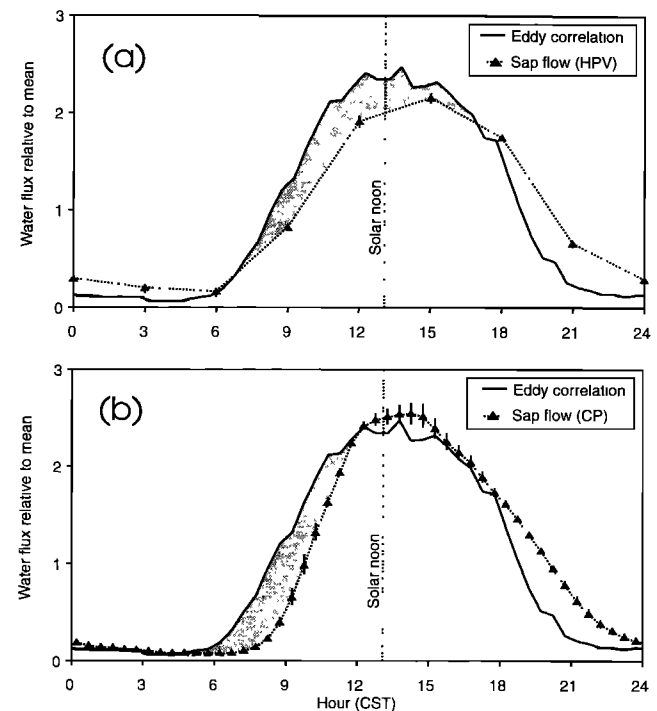 3
(a)
Eddy correlation
Sap flow (HPV)
2
Water flux relative to mean
Solar noon
1
0
0 3 6 9 12 15 18 21 24
3
(b)
Eddy correlation
Sap flow (CP)
2
Water flux relative to mean
Solar noon
1
0
0 3 6 9 12 15 18 21 24
Hour (CST)